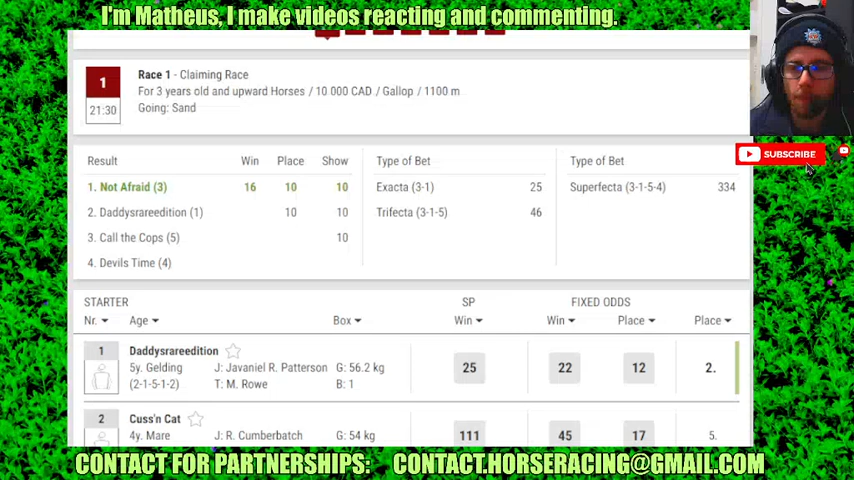 I'm Matheus, I make videos reacting and commenting.
1
21:30
Race 1 - Claiming Race
For 3 years old and upward Horses / 10 000 CAD / Gallop / 1100 m
Going: Sand
Result Win Place Show
1. Not Afraid (3) 16 10 10
2. Daddysrareedition (1) 10 10
3. Call the Cops (5) 10
4. Devils Time (4)
Type of Bet
Exacta (3-1) 25
Trifecta (3-1-5) 46
Type of Bet
Superfecta (3-1-5-4) 334
SUBSCRIBE
STARTER SP FIXED ODDS
Nr. Age Box Win Win Place Place
1 Daddysrareedition
5y. Gelding J: Javaniel R. Patterson G: 56.2 kg 25 22 12 2.
(2-1-5-1-2) T: M. Rowe B: 1
2 Cuss'n Cat
4y. Mare J: R. Cumberbatch G: 54 kg 111 45 17 5.
CONTACT FOR PARTNERSHIPS: CONTACT.HORSERACING@GMAIL.COM